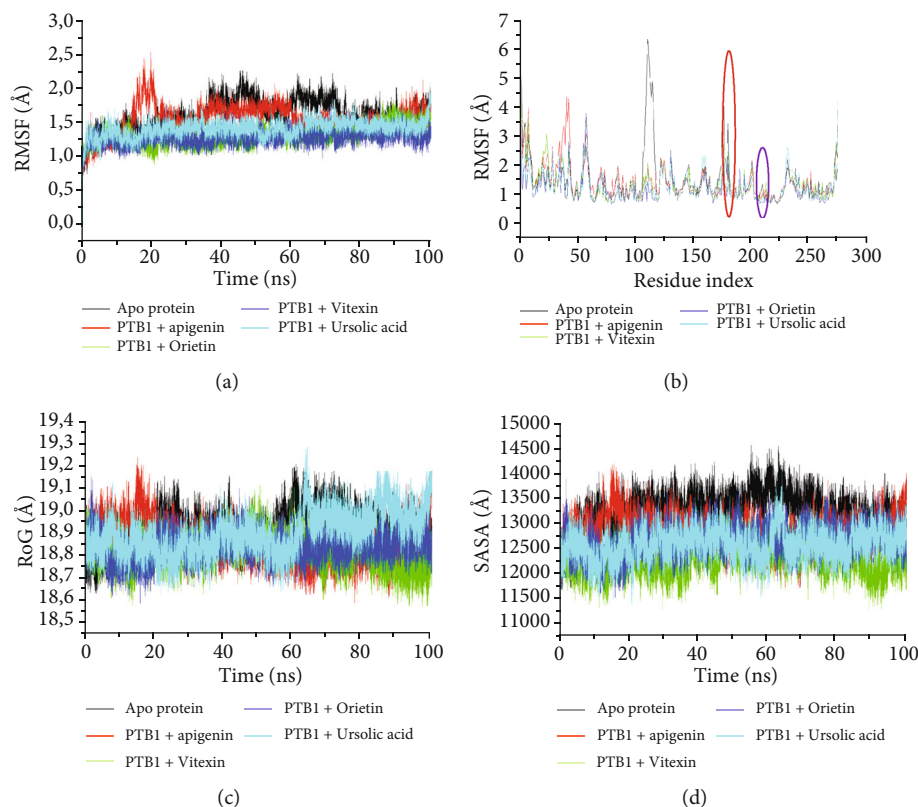 3,0
2,5
2,0
1,5
1,0
0,5
0,0
RMSF (Å)
0 20 40 60 80 100
Time (ns)
Apo protein
PTB1 + apigenin
PTB1 + Orietin
PTB1 + Vitexin
PTB1 + Ursolic acid
(a)
7
6
5
4
3
2
1
0
RMSF (Å)
0 50 100 150 200 250 300
Residue index
Apo protein
PTB1 + apigenin
PTB1 + Vitexin
PTB1 + Orietin
PTB1 + Ursolic acid
(b)
19,4
19,3
19,2
19,1
19,0
18,9
18,8
18,7
18,6
18,5
RoG (Å)
0 20 40 60 80 100
Time (ns)
Apo protein
PTB1 + apigenin
PTB1 + Vitexin
PTB1 + Orietin
PTB1 + Ursolic acid
(c)
15000
14500
14000
13500
13000
12500
12000
11500
11000
SASA (Å)
0 20 40 60 80 100
Time (ns)
Apo protein
PTB1 + apigenin
PTB1 + Vitexin
PTB1 + Orietin
PTB1 + Ursolic acid
(d)